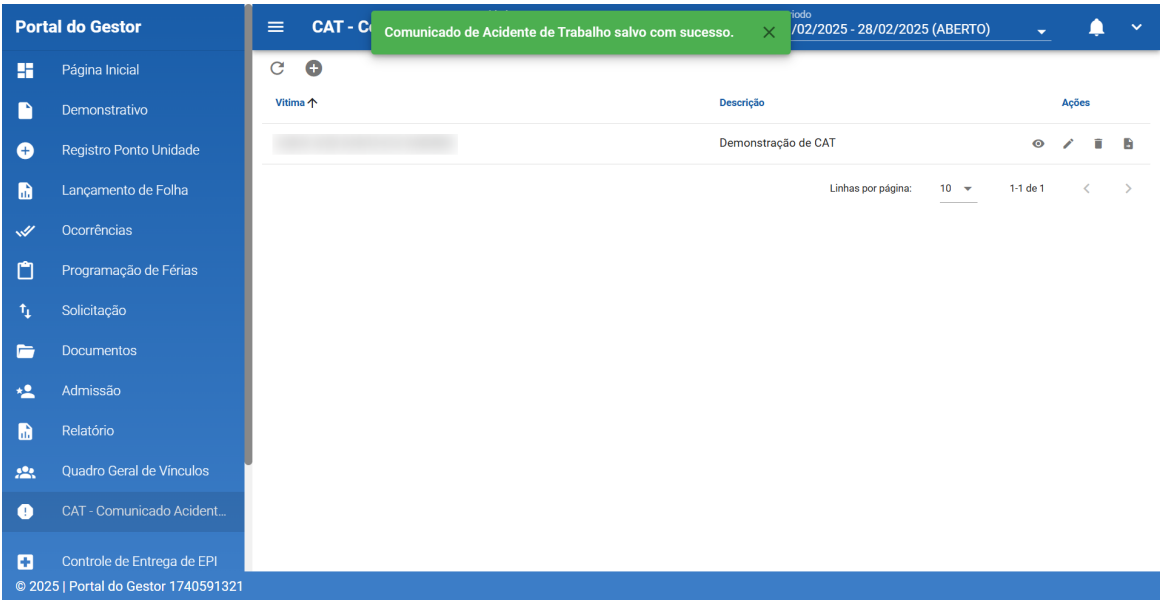 Portal do Gestor
Página Inicial
Demonstrativo
Registro Ponto Unidade
Lançamento de Folha
Ocorrências
Programação de Férias
Solicitação
Documentos
Admissão
Relatório
Quadro Geral de Vínculos
CAT - Comunicado Acident...
Controle de Entrega de EPI
© 2025 | Portal do Gestor 1740591321
CAT - C
Comunicado de Acidente de Trabalho salvo com sucesso.
íodo
/02/2025 - 28/02/2025 (ABERTO)
Vitima Descrição Ações
Demonstração de CAT
Linhas por página: 10 1-1 de 1